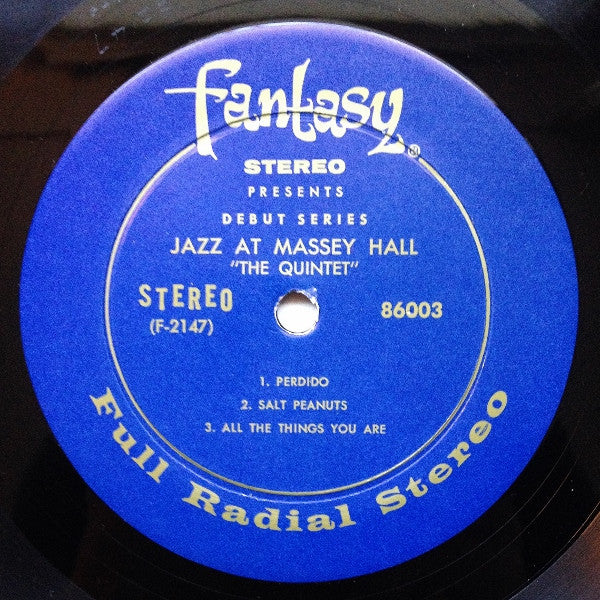 Fantasy®
STEREO
PRESENTS
DEBUT SERIES
JAZZ AT MASSEY HALL
"THE QUINTET"
STEREO
(F-2147)
86003
1. PERDIDO
2. SALT PEANUTS
3. ALL THE THINGS YOU ARE
Full Radial Stereo